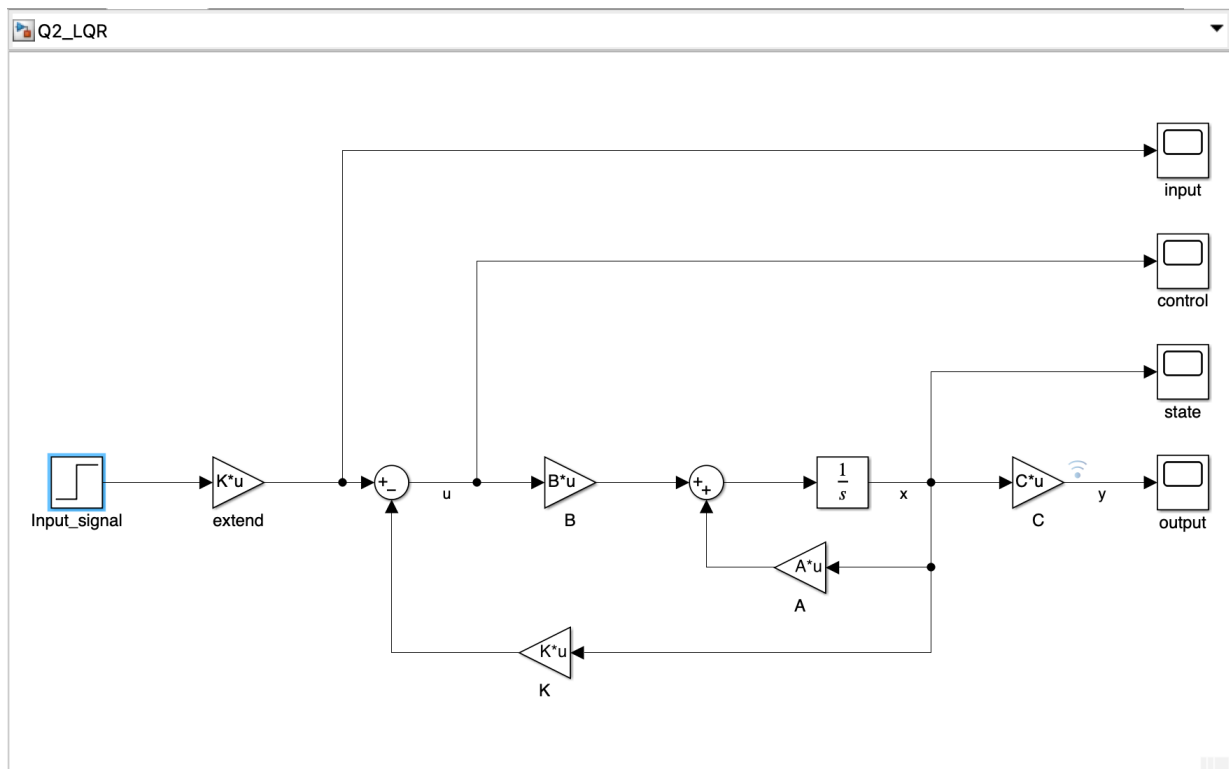 Q2_LQR
input
control
state
Input_signal
K*u
extend
+
−
u
B*u
B
+
+
1
s
x
C*u
C
y
output
A*u
A
K*u
K